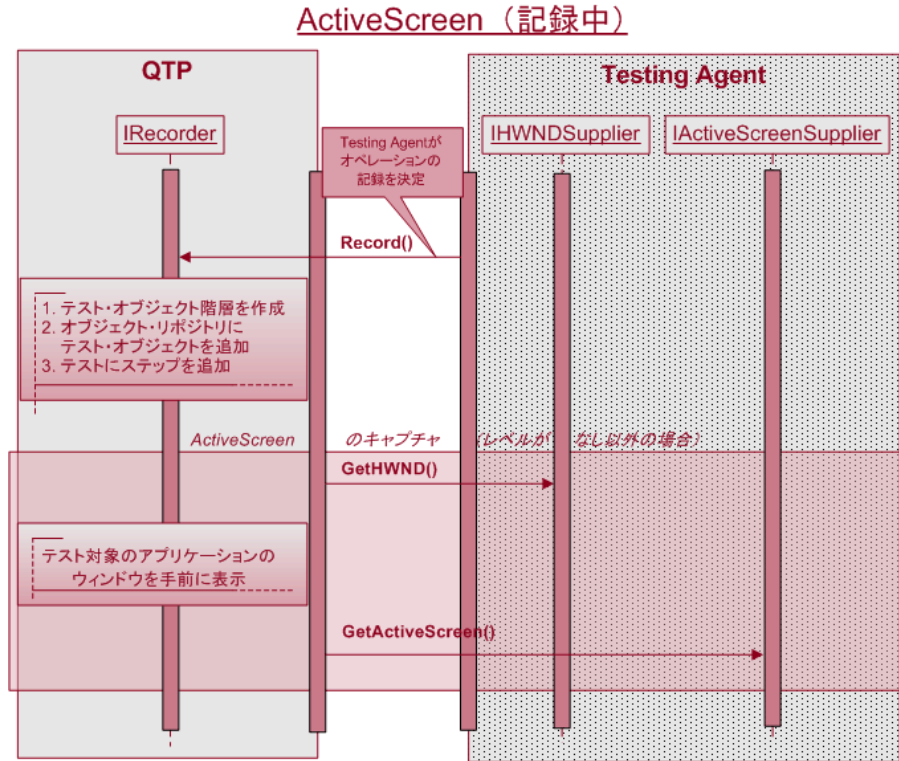 ActiveScreen（記録中）
QTP
Testing Agent
IRecorder
IHWNDSupplier
IActiveScreenSupplier
Testing Agentが
オペレーションの
記録を決定
Record()
1. テスト・オブジェクト階層を作成
2. オブジェクト・リポジトリに
テスト・オブジェクトを追加
3. テストにステップを追加
ActiveScreen のキャプチャ (レベルが なし以外の場合)
GetHWND()
テスト対象のアプリケーションの
ウィンドウを手前に表示
GetActiveScreen()